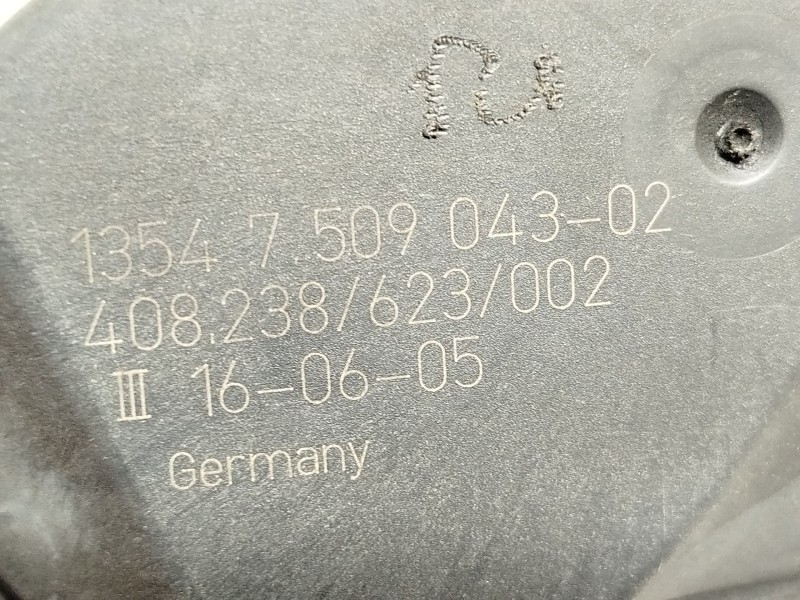 1354 7.509 043-02
408.238/623/002
III 16-06-05
Germany